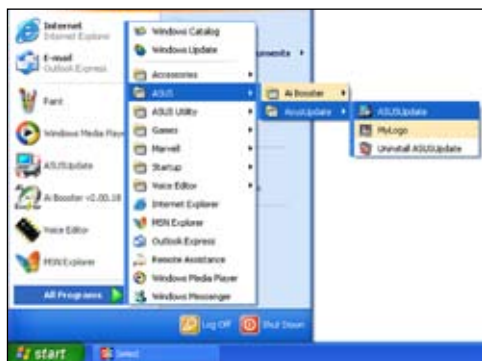 Internet
Internet Explorer
E-mail
Outlook Express
Paint
Windows Media Player
ASUSUpdate
Ai Booster v2.00.18
Voice Editor
MSN Explorer
All Programs
Windows Catalog
Windows Update
Accessories
ASUS
ASUS Utility
Games
Marvell
Startup
Voice Editor
Internet Explorer
MSN Explorer
Outlook Express
Remote Assistance
Windows Media Player
Windows Messenger
Ai Booster
AsusUpdate
ASUSUpdate
MyLogo
Uninstall ASUSUpdate
Log Off
Shut Down
start